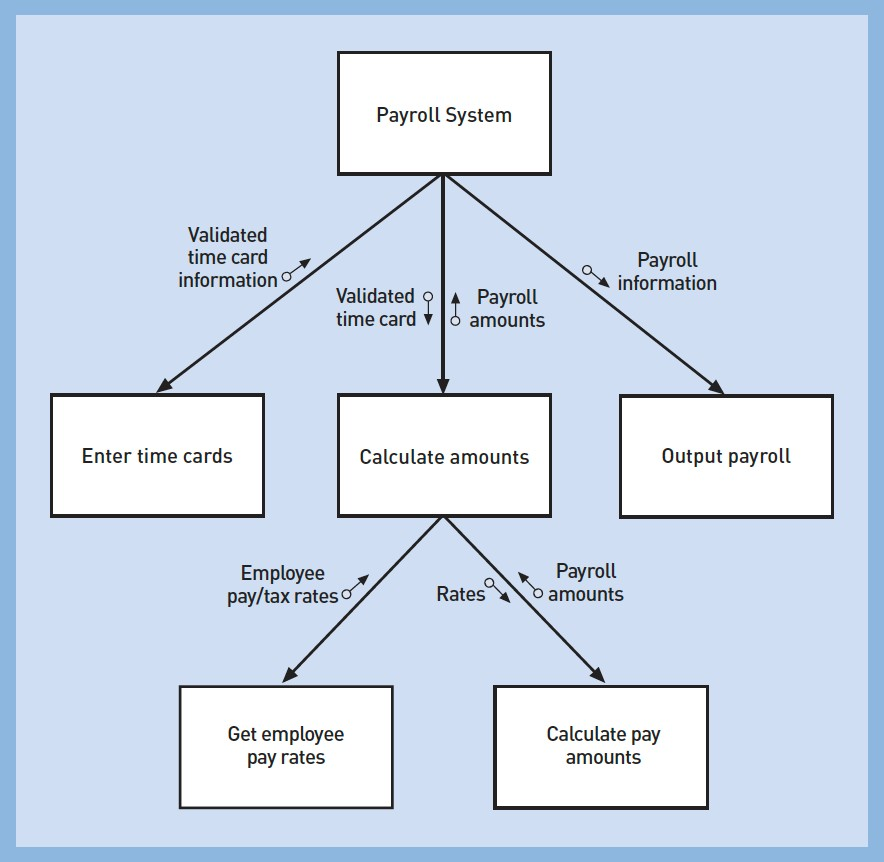 Payroll System
Validated
time card
information
Validated
time card
Payroll
amounts
Payroll
information
Enter time cards
Calculate amounts
Output payroll
Employee
pay/tax rates
Rates
Payroll
amounts
Get employee
pay rates
Calculate pay
amounts